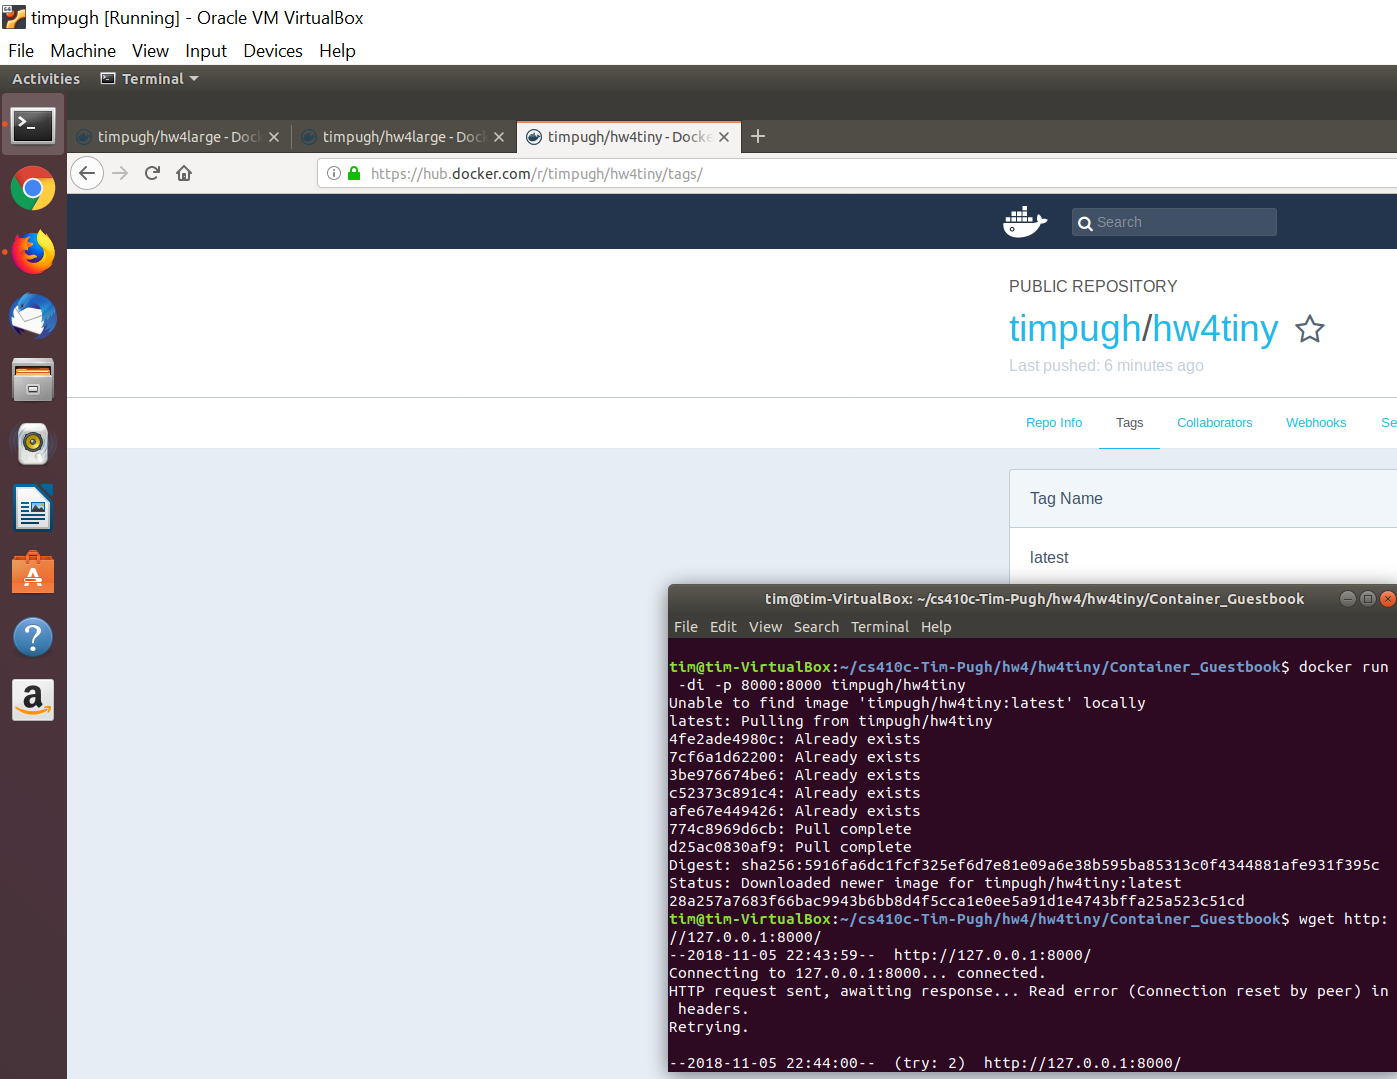 timpugh [Running] - Oracle VM VirtualBox
File Machine View Input Devices Help
Activities Terminal
timpugh/hw4large - Doc timpugh/hw4large - Doc timpugh/hw4tiny - Docke
https://hub.docker.com/r/timpugh/hw4tiny/tags/
Search
PUBLIC REPOSITORY
timpugh/hw4tiny
Last pushed: 6 minutes ago
Repo Info Tags Collaborators Webhooks Se
Tag Name
latest
tim@tim-VirtualBox: ~/cs410c-Tim-Pugh/hw4/hw4tiny/Container_Guestbook
File Edit View Search Terminal Help
tim@tim-VirtualBox:~/cs410c-Tim-Pugh/hw4/hw4tiny/Container_Guestbook$ docker run
-di -p 8000:8000 timpugh/hw4tiny
Unable to find image 'timpugh/hw4tiny:latest' locally
latest: Pulling from timpugh/hw4tiny
4fe2ade4980c: Already exists
7cf6a1d62200: Already exists
3be976674be6: Already exists
c52373c891c4: Already exists
afe67e449426: Already exists
774c8969d6cb: Pull complete
d25ac0830af9: Pull complete
Digest: sha256:5916fa6dc1fcf325ef6d7e81e09a6e38b595ba85313c0f4344881afe931f395c
Status: Downloaded newer image for timpugh/hw4tiny:latest
28a257a7683f66bac9943b6bb8d4f5cca1e0ee5a91d1e4743bffa25a523c51cd
tim@tim-VirtualBox:~/cs410c-Tim-Pugh/hw4/hw4tiny/Container_Guestbook$ wget http:
//127.0.0.1:8000/
--2018-11-05 22:43:59-- http://127.0.0.1:8000/
Connecting to 127.0.0.1:8000... connected.
HTTP request sent, awaiting response... Read error (Connection reset by peer) in
headers.
Retrying.
--2018-11-05 22:44:00-- (try: 2) http://127.0.0.1:8000/